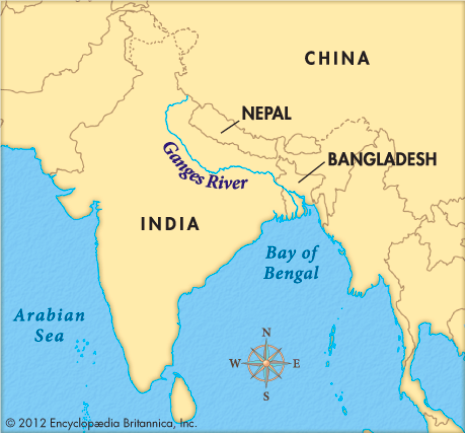 CHINA
NEPAL
BANGLADESH
Ganges River
INDIA
Bay of
Bengal
Arabian
Sea
N
W
E
S
© 2012 Encyclopædia Britannica, Inc.